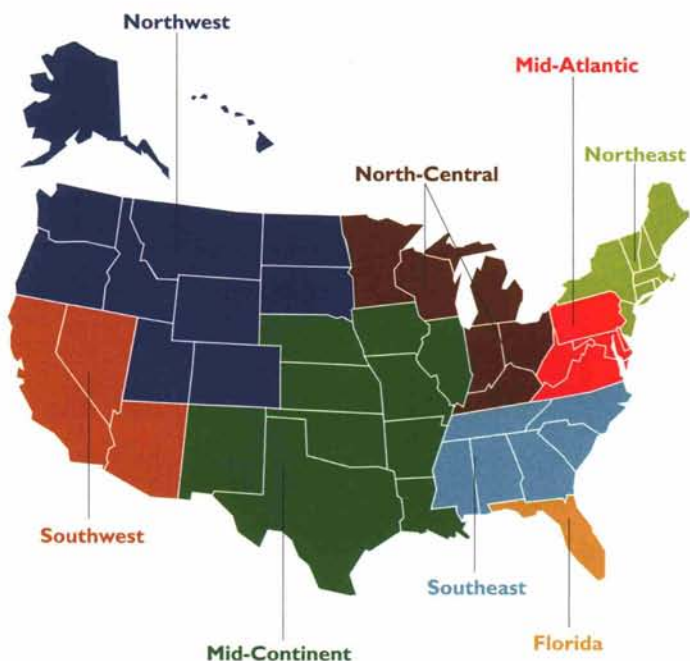 Northwest
Mid-Atlantic
Northeast
North-Central
Southwest
Southeast
Mid-Continent
Florida